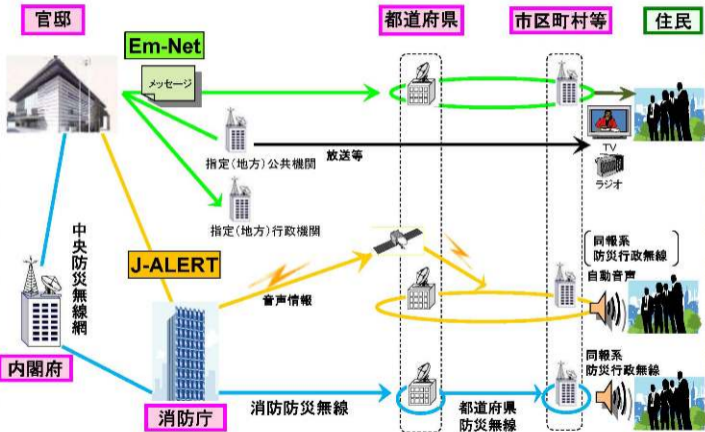 官邸
都道府県
市区町村等
住民
Em-Net
メッセージ
指定(地方)公共機関
放送等
TV
ラジオ
指定(地方)行政機関
中央防災無線網
J-ALERT
音声情報
同報系
防災行政無線
自動音声
内閣府
消防庁
消防防災無線
都道府県
防災無線
同報系
防災行政無線